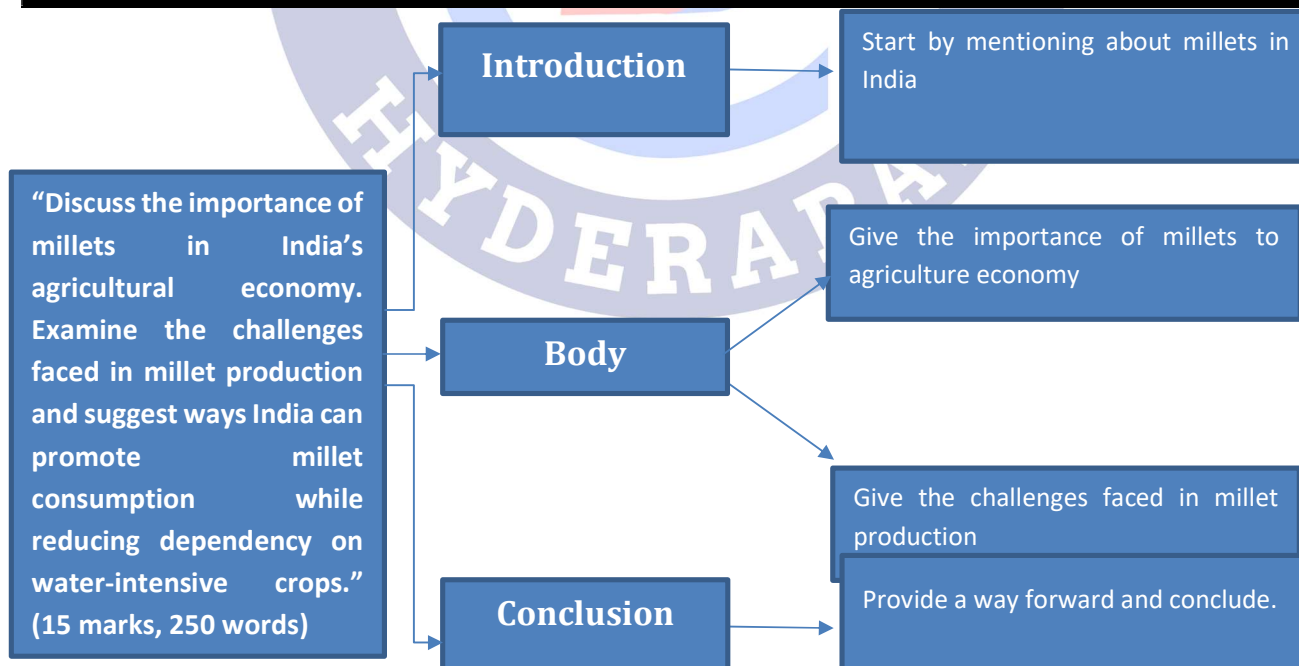 “Discuss the importance of
millets in India’s
agricultural economy.
Examine the challenges
faced in millet production
and suggest ways India can
promote millet
consumption while
reducing dependency on
water-intensive crops.”
(15 marks, 250 words)
Introduction
Start by mentioning about millets in
India
Body
Give the importance of millets to
agriculture economy
Give the challenges faced in millet
production
Conclusion
Provide a way forward and conclude.
HYDERABA